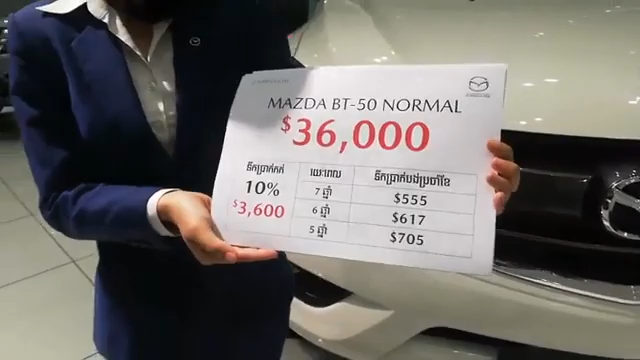 MAZDA BT-50 NORMAL
$36,000
ទឹកប្រាក់កក់ រយៈពេល ទឹកប្រាក់បង់ប្រចាំខែ
10%
$3,600
7 ឆ្នាំ $555
6 ឆ្នាំ $617
5 ឆ្នាំ $705